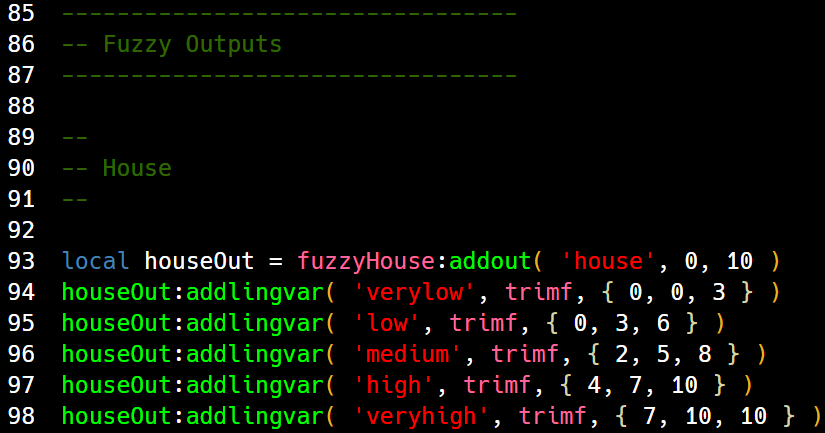 85 ---------------------------------
86 -- Fuzzy Outputs
87 ---------------------------------
88
89 --
90 -- House
91 --
92
93 local houseOut = fuzzyHouse:addout( 'house', 0, 10 )
94 houseOut:addlingvar( 'verylow', trimf, { 0, 0, 3 } )
95 houseOut:addlingvar( 'low', trimf, { 0, 3, 6 } )
96 houseOut:addlingvar( 'medium', trimf, { 2, 5, 8 } )
97 houseOut:addlingvar( 'high', trimf, { 4, 7, 10 } )
98 houseOut:addlingvar( 'veryhigh', trimf, { 7, 10, 10 } )